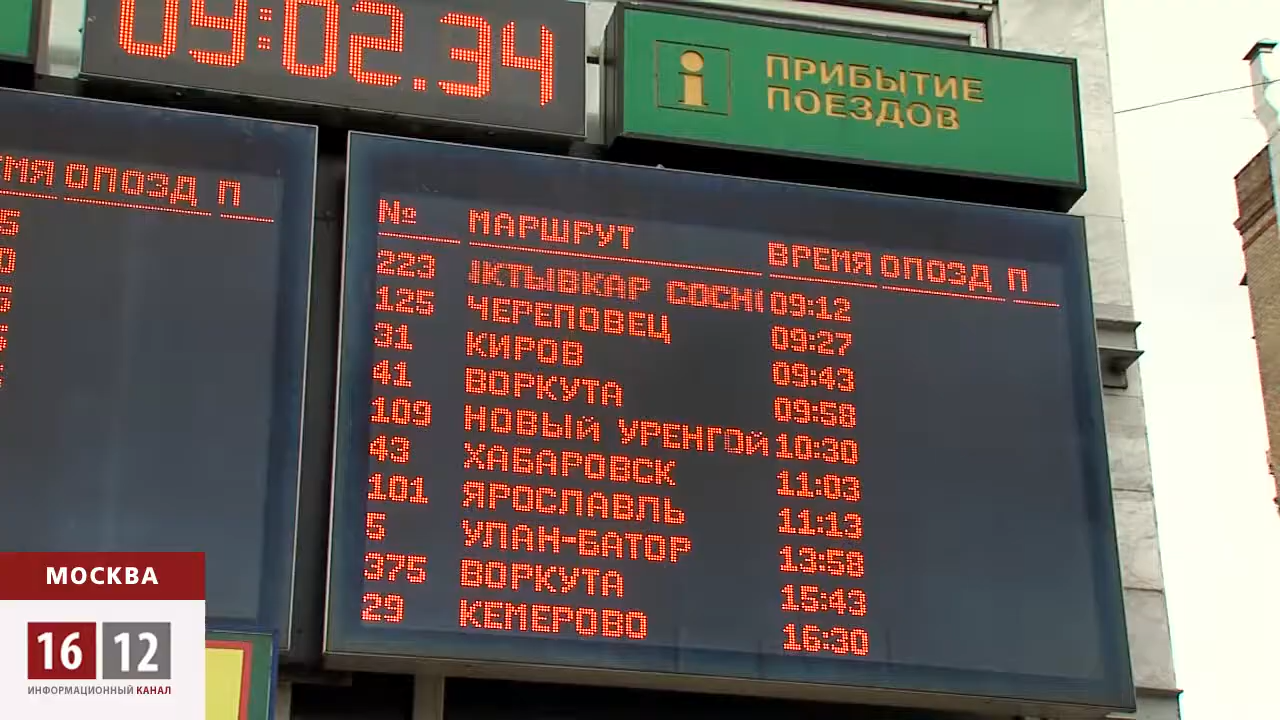 09:02.34
i
ПРИБЫТИЕ
ПОЕЗДОВ
ОПОЗД П
№ МАРШРУТ ВРЕМЯ ОПОЗД П
223 ЫКТЫВКАР СОСН 09:12
125 ЧЕРЕПОВЕЦ 09:27
31 КИРОВ 09:43
41 ВОРКУТА 09:58
109 НОВЫЙ УРЕНГОЙ 10:30
43 ХАБАРОВСК 11:03
101 ЯРОСЛАВЛЬ 11:13
5 УЛАН-БАТОР 13:58
375 ВОРКУТА 15:43
29 КЕМЕРОВО 16:30
МОСКВА
16 12
ИНФОРМАЦИОННЫЙ КАНАЛ